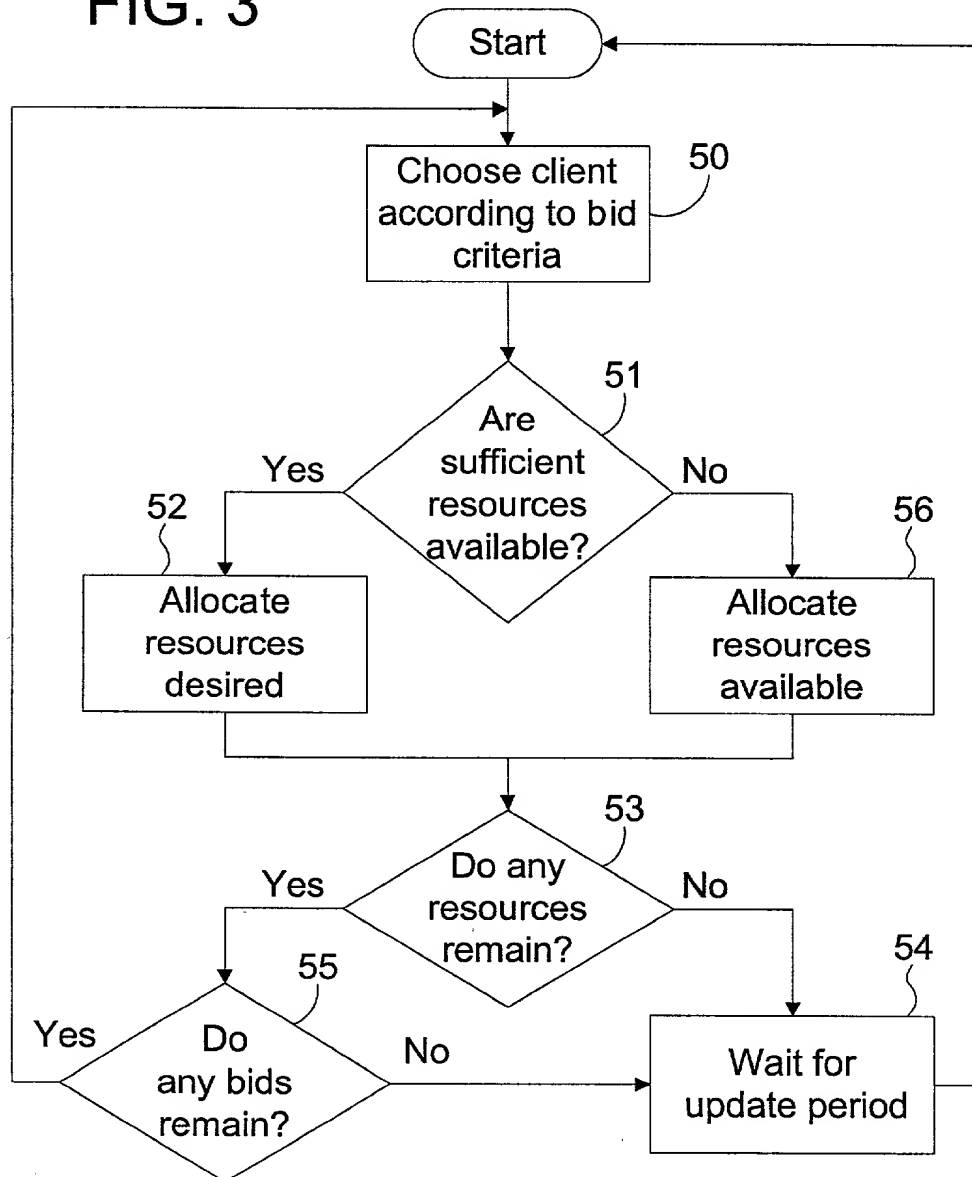 FIG. 3
Start
Choose client
according to bid
criteria
50
Are
sufficient
resources
available?
51
Yes
No
52
Allocate
resources
desired
56
Allocate
resources
available
Do any
resources
remain?
53
Yes
No
55
Do
any bids
remain?
Yes
No
54
Wait for
update period